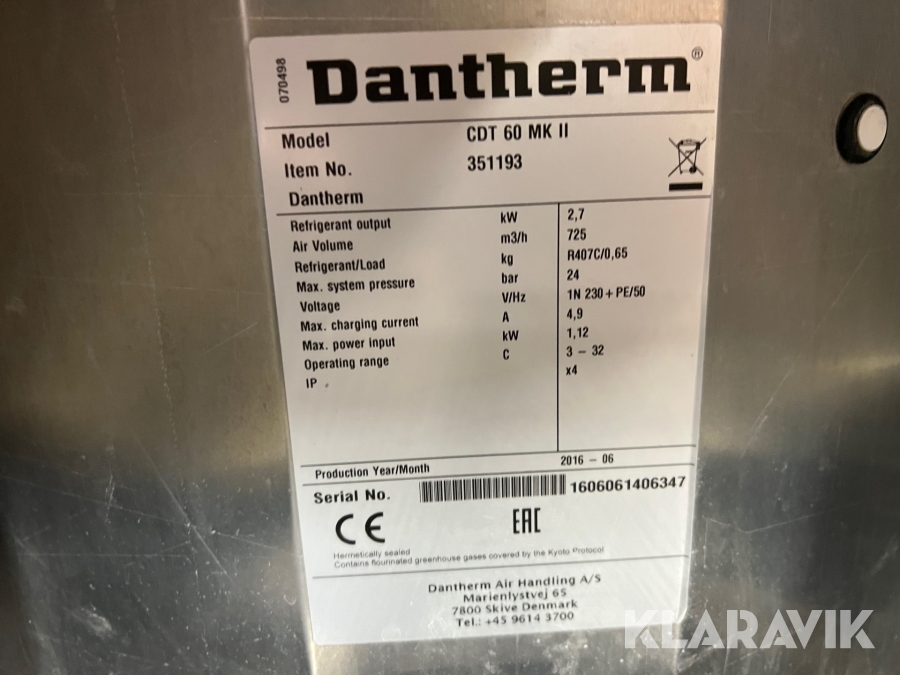 070498
Dantherm®
Model CDT 60 MK II
Item No. 351193
Dantherm
Refrigerant output kW 2,7
Air Volume m3/h 725
Refrigerant/Load kg R407C/0,65
Max. system pressure bar 24
Voltage V/Hz 1N 230 + PE/50
Max. charging current A 4,9
Max. power input kW 1,12
Operating range C 3 – 32
IP x4
Production Year/Month 2016 – 06
Serial No. 1606061406347
CE
EAC
Hermetically sealed
Contains flourinated greenhouse gases covered by the Kyoto Protocol
Dantherm Air Handling A/S
Marienlystvej 65
7800 Skive Denmark
Tel.: +45 9614 3700
KLARAVIK